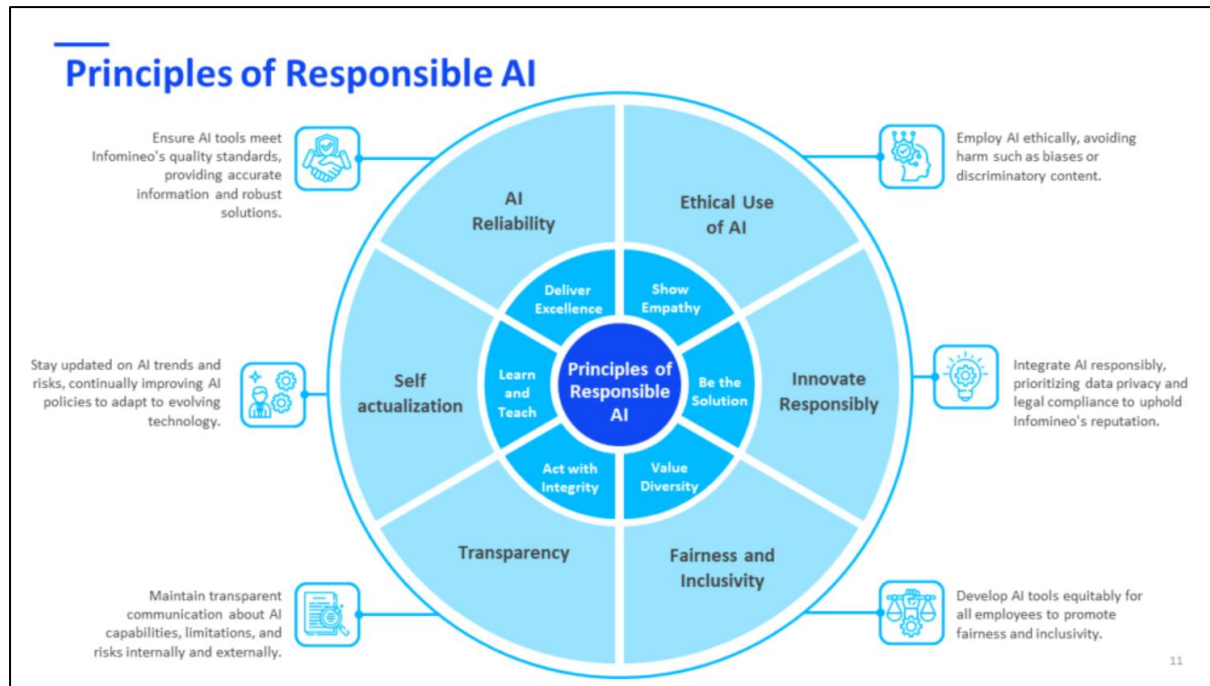 Principles of Responsible AI
Ensure AI tools meet
Infomineo's quality standards,
providing accurate
information and robust
solutions.
Employ AI ethically, avoiding
harm such as biases or
discriminatory content.
AI
Reliability
Ethical Use
of AI
Deliver
Excellence
Show
Empathy
Stay updated on AI trends and
risks, continually improving AI
policies to adapt to evolving
technology.
Self
actualization
Learn
and
Teach
Principles of
Responsible
AI
Be the
Solution
Innovate
Responsibly
Integrate AI responsibly,
prioritizing data privacy and
legal compliance to uphold
Infomineo's reputation.
Act with
Integrity
Value
Diversity
Transparency
Fairness and
Inclusivity
Maintain transparent
communication about AI
capabilities, limitations, and
risks internally and externally.
Develop AI tools equitably for
all employees to promote
fairness and inclusivity.
11